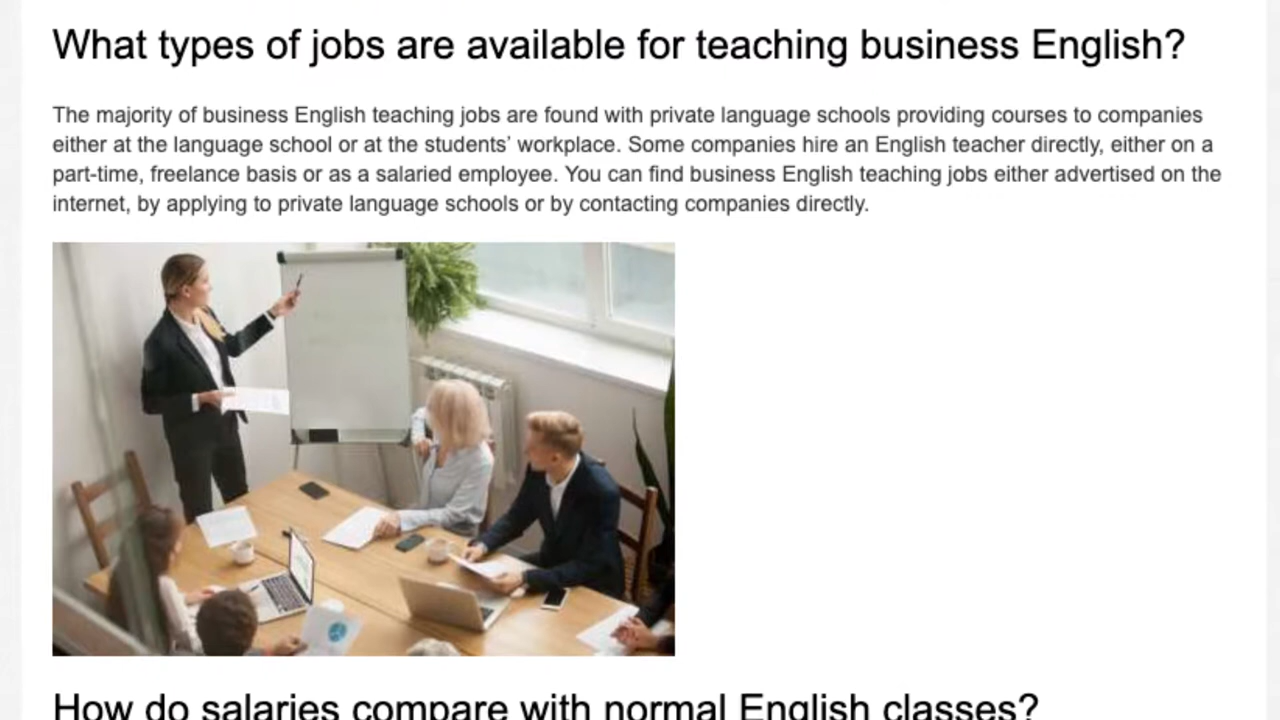 What types of jobs are available for teaching business English?
The majority of business English teaching jobs are found with private language schools providing courses to companies
either at the language school or at the students’ workplace. Some companies hire an English teacher directly, either on a
part-time, freelance basis or as a salaried employee. You can find business English teaching jobs either advertised on the
internet, by applying to private language schools or by contacting companies directly.
How do salaries compare with normal English classes?